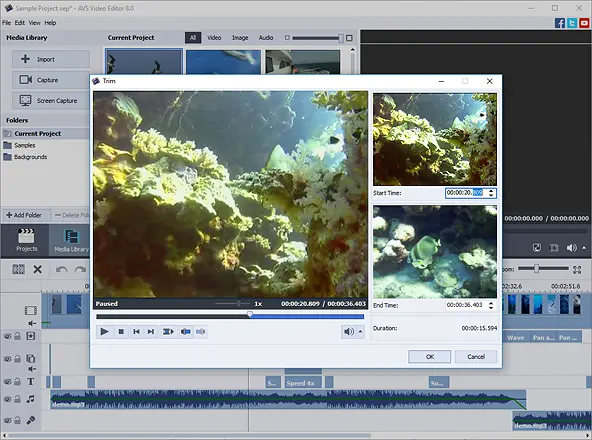 Sample Project.vep* - AVS Video Editor 8.0
File Edit View Help
Media Library
Current Project
All Video Image Audio
Import
Capture
Screen Capture
Folders
Current Project
Samples
Backgrounds
+ Add Folder
- Delete Fo
Projects
Media Library
Trim
Start Time: 00:00:20.809
End Time: 00:00:36.403
Duration: 00:00:15.594
Paused 1x 00:00:20.809 / 00:00:36.403
OK Cancel
00:00:00.000 / 00:00:00.000
oom:
2:32.6 00:02:51.6
Wave Pan a... Pan ...
T S... Speed 4x So...
demo.mp3
demo.mp3